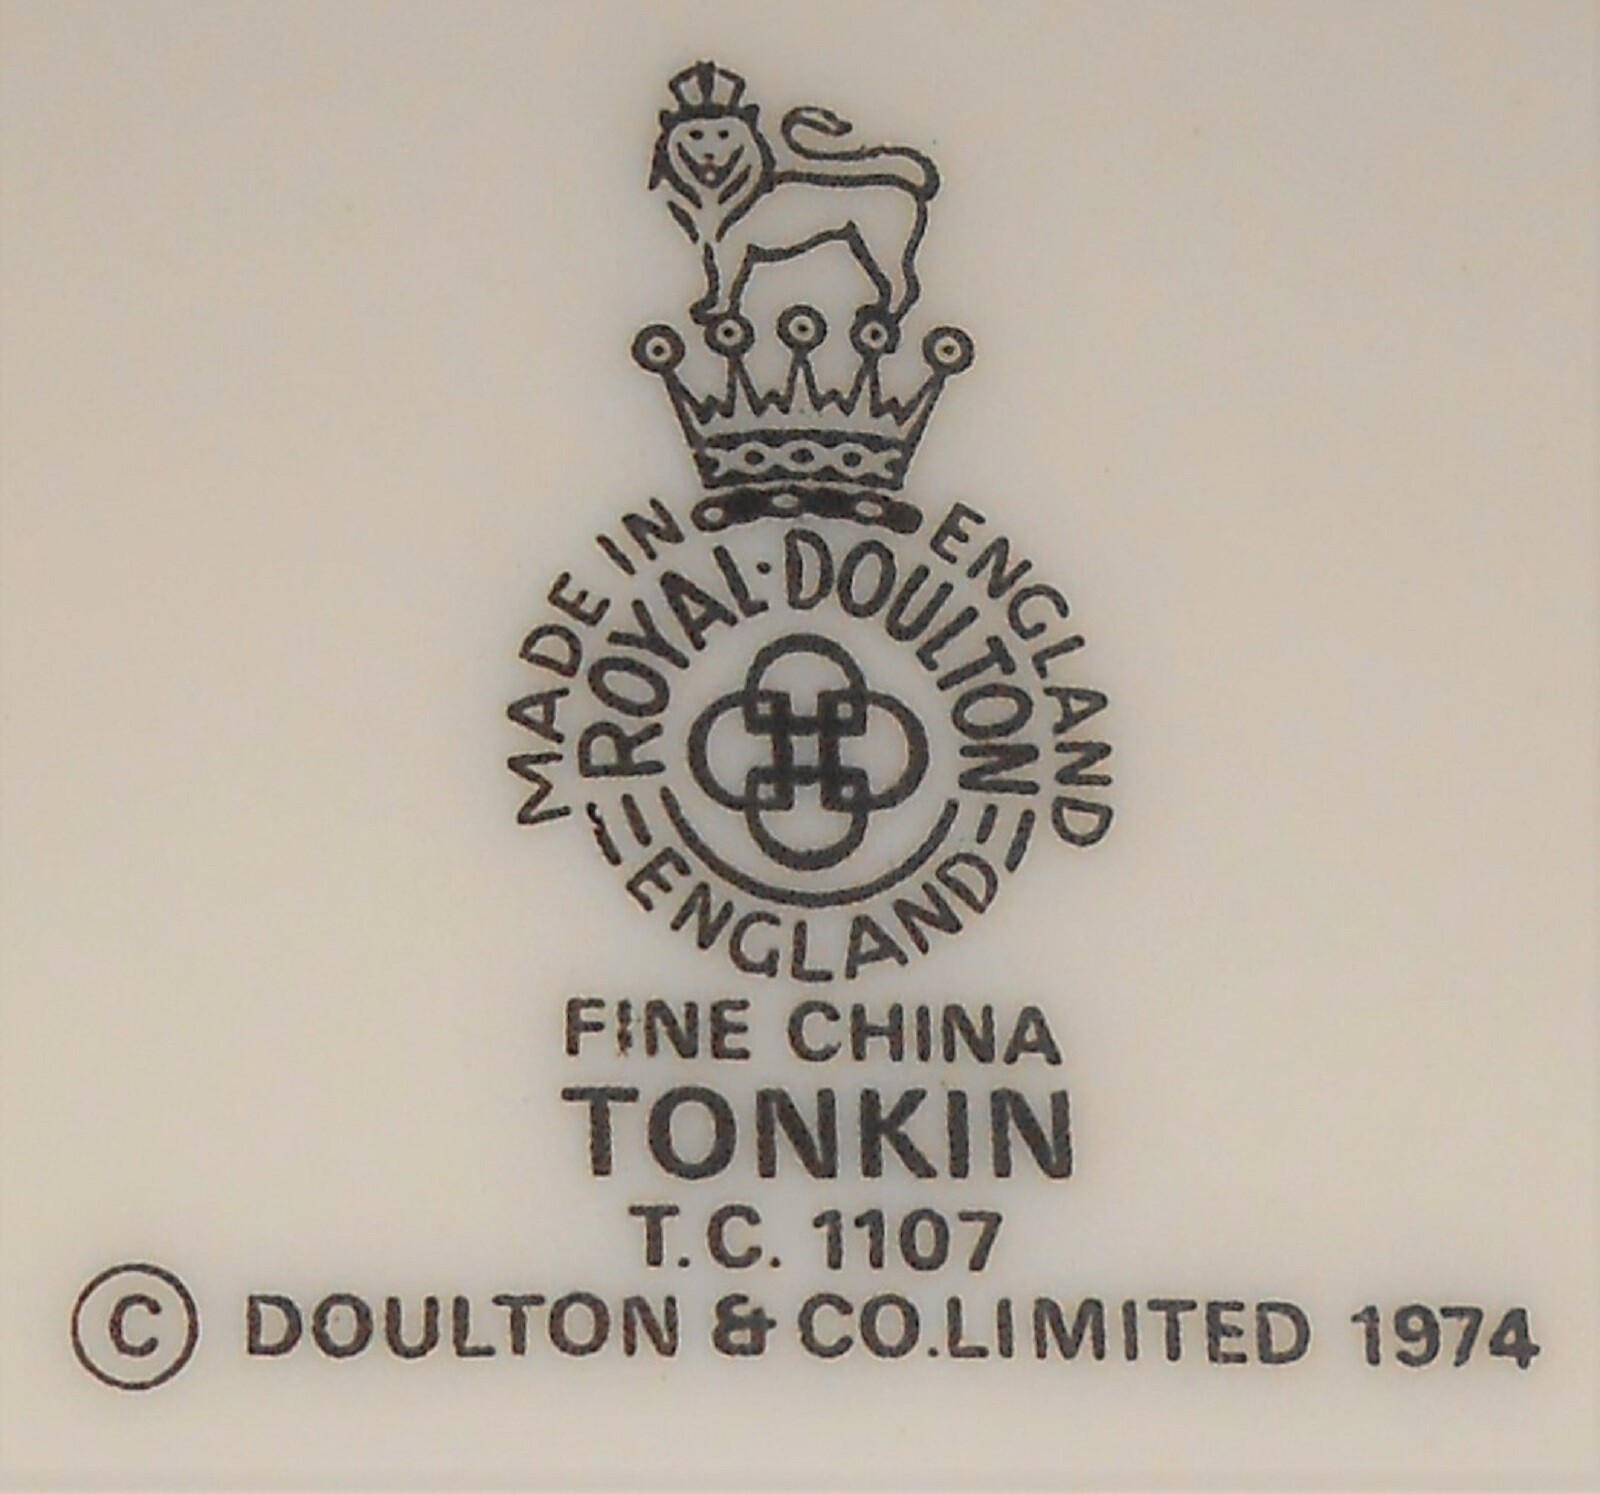 MADE IN ENGLAND
ROYAL·DOULTON
ENGLAND
FINE CHINA
TONKIN
T.C. 1107
© DOULTON & CO.LIMITED 1974